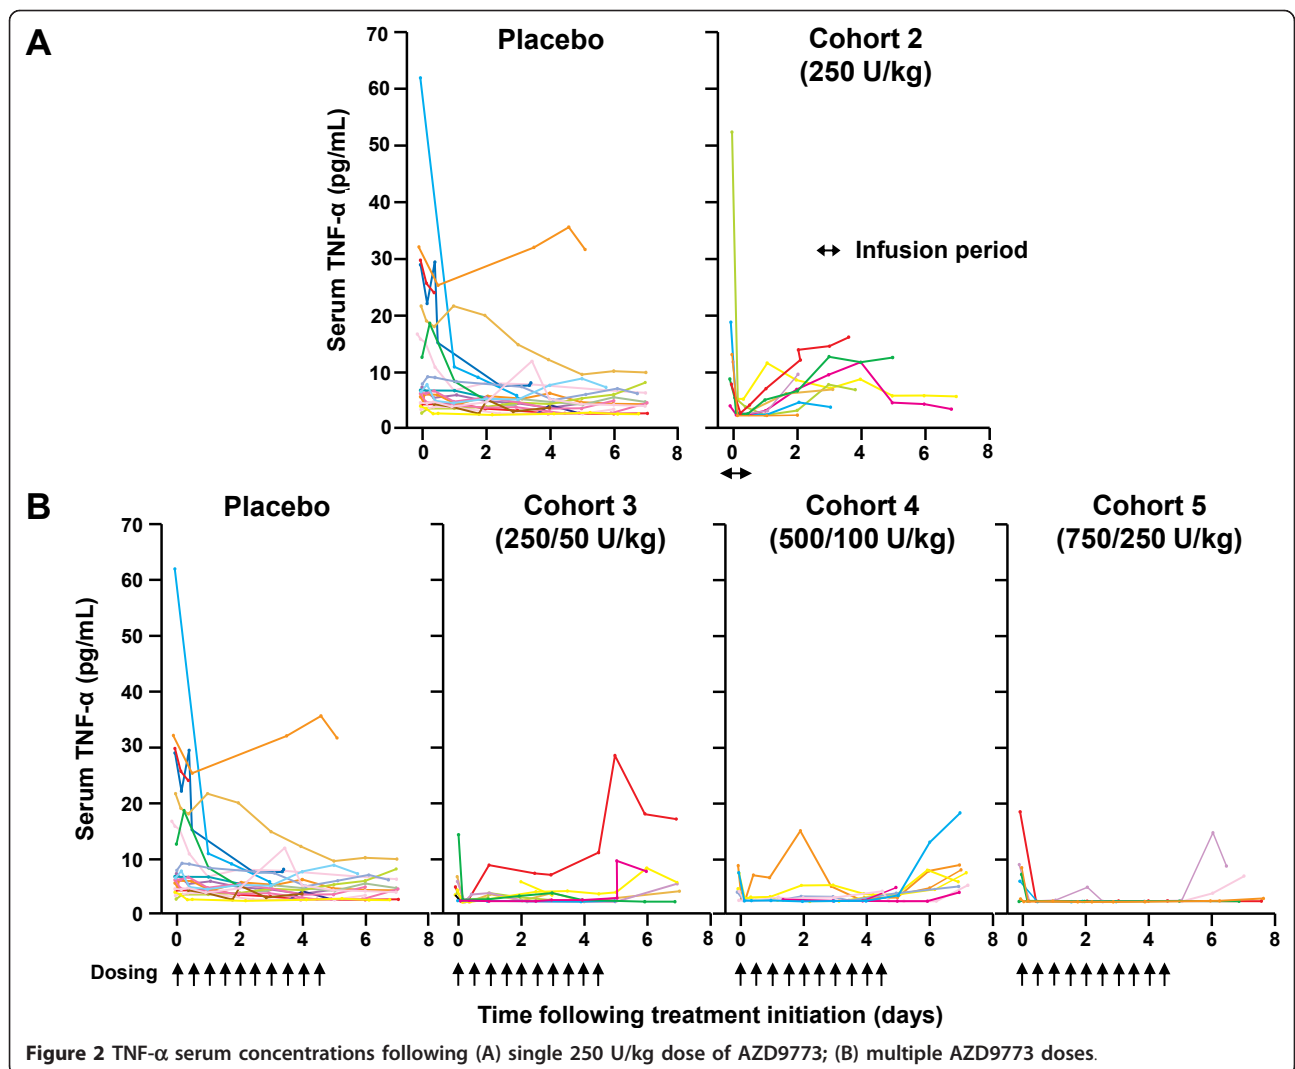 A
Placebo
Cohort 2
(250 U/kg)
Serum TNF-α (pg/mL)
70
60
50
40
30
20
10
0
Infusion period
0 2 4 6 8
0 2 4 6 8
B
Placebo
Cohort 3
(250/50 U/kg)
Cohort 4
(500/100 U/kg)
Cohort 5
(750/250 U/kg)
Serum TNF-α (pg/mL)
70
60
50
40
30
20
10
0
0 2 4 6 8
0 2 4 6 8
0 2 4 6 8
0 2 4 6 8
Dosing
Time following treatment initiation (days)
Figure 2 TNF-α serum concentrations following (A) single 250 U/kg dose of AZD9773; (B) multiple AZD9773 doses.